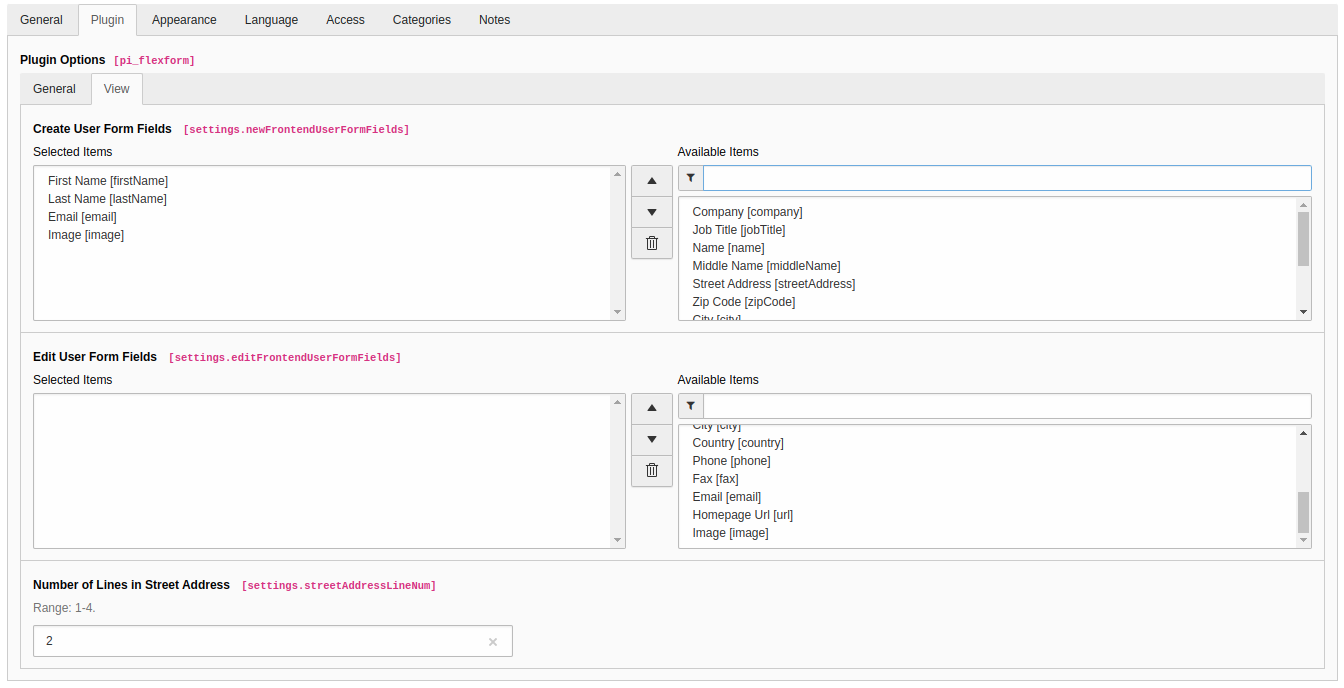 General Plugin Appearance Language Access Categories Notes
Plugin Options [pi_flexform]
General View
Create User Form Fields [settings.newFrontendUserFormFields]
Selected Items
First Name [firstName]
Last Name [lastName]
Email [email]
Image [image]
Available Items
Company [company]
Job Title [jobTitle]
Name [name]
Middle Name [middleName]
Street Address [streetAddress]
Zip Code [zipCode]
City [city]
Edit User Form Fields [settings.editFrontendUserFormFields]
Selected Items
Available Items
City [city]
Country [country]
Phone [phone]
Fax [fax]
Email [email]
Homepage Url [url]
Image [image]
Number of Lines in Street Address [settings.streetAddressLineNum]
Range: 1-4.
2